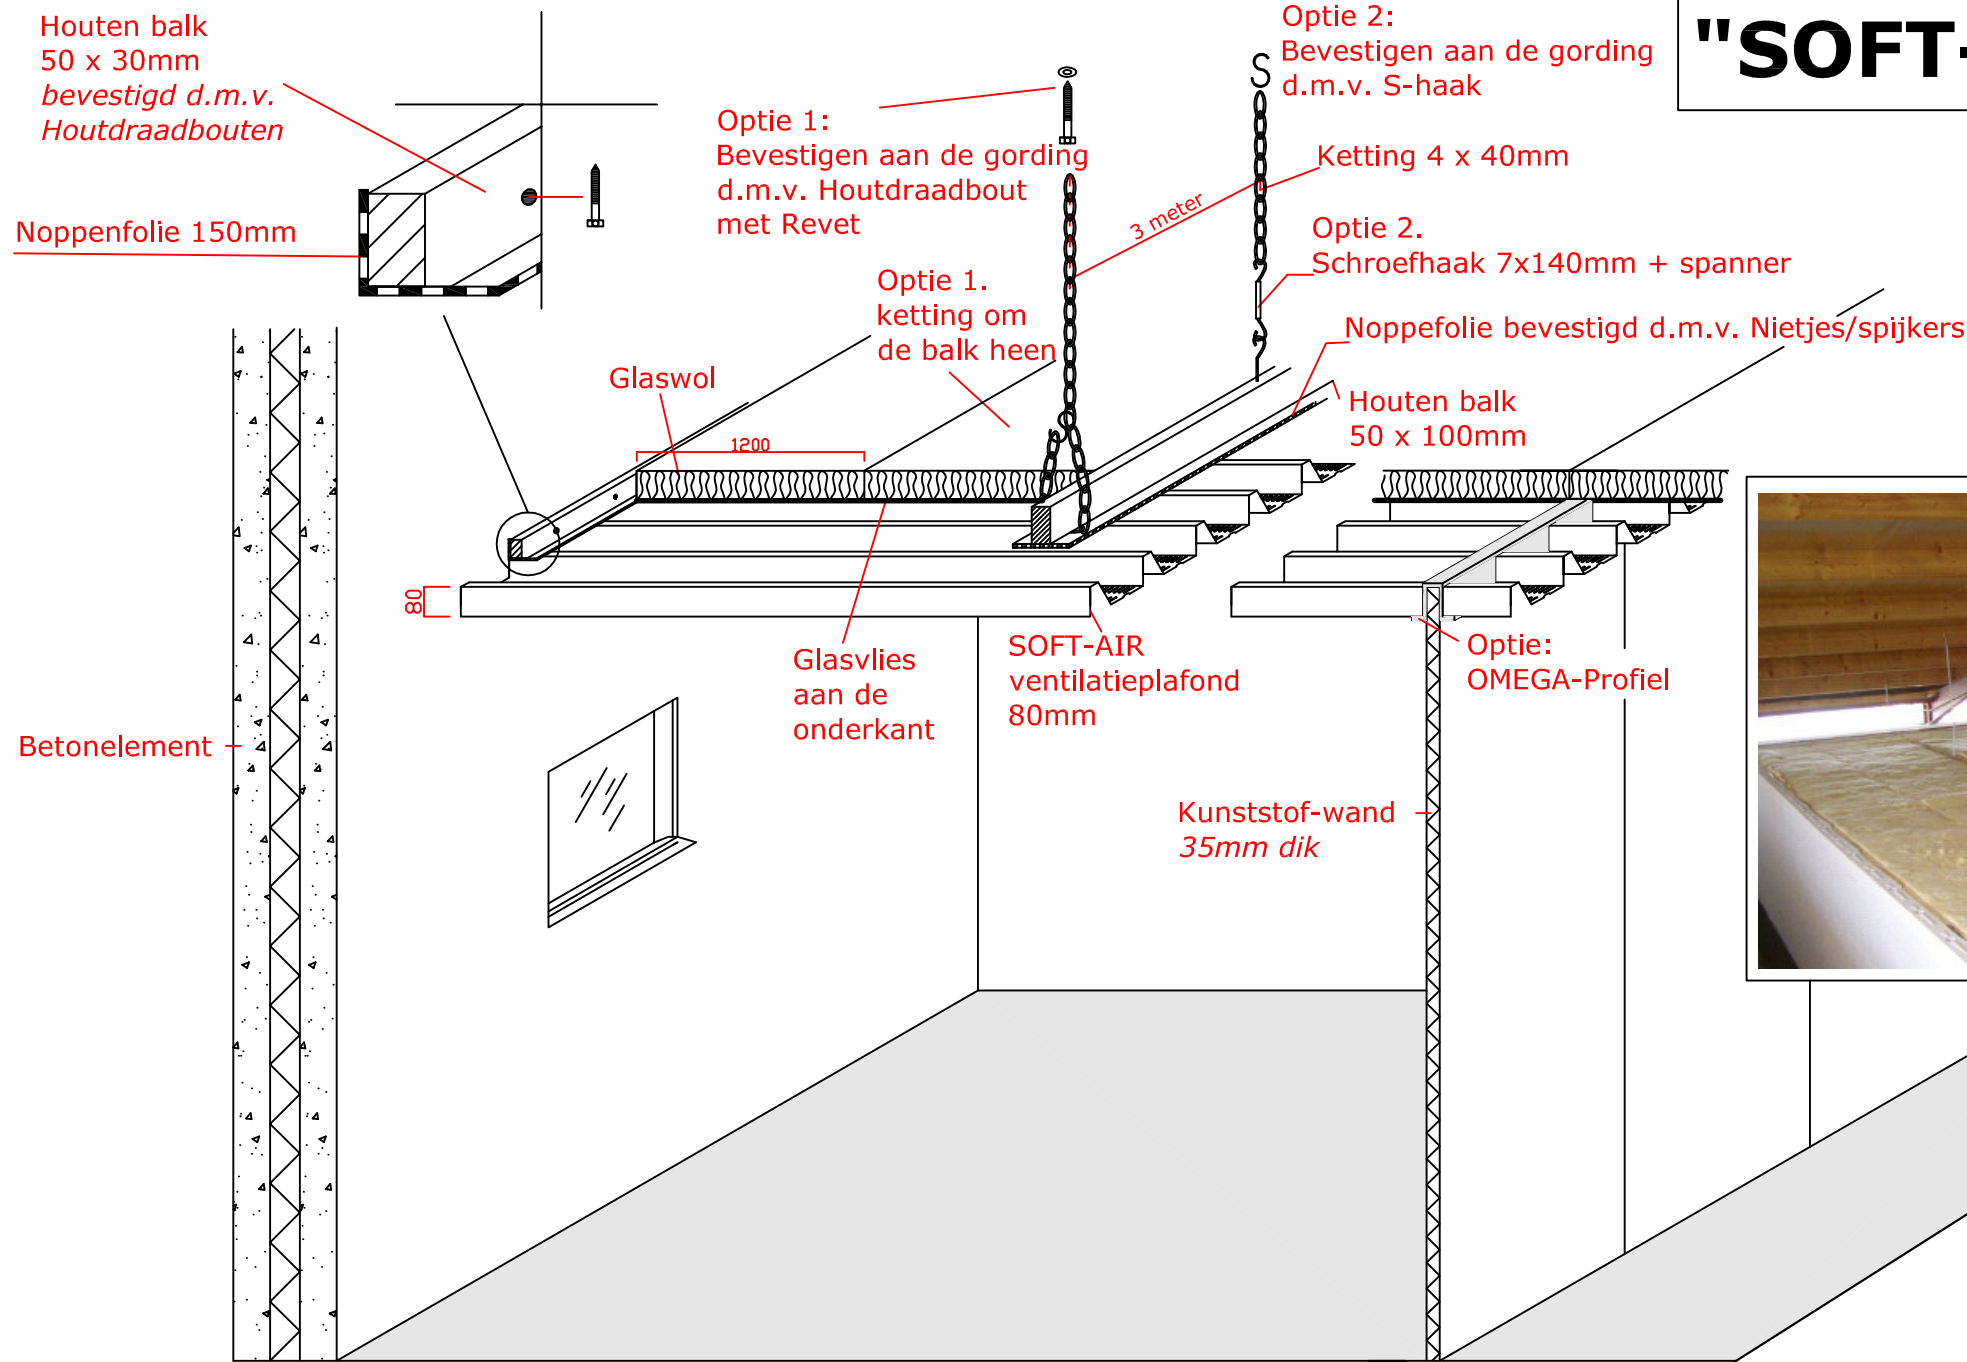 Houten balk
50 x 30mm
bevestigd d.m.v.
Houtdraadbouten
Noppenfolie 150mm
Optie 1:
Bevestigen aan de gording
d.m.v. Houtdraadbout
met Revet
Optie 2:
Bevestigen aan de gording
d.m.v. S-haak
"SOFT-
Ketting 4 x 40mm
3 meter
Optie 2.
Schroefhaak 7x140mm + spanner
Optie 1.
ketting om
de balk heen
Noppefolie bevestigd d.m.v. Nietjes/spijkers
Glaswol
Houten balk
50 x 100mm
1200
80
Glasvlies
aan de
onderkant
SOFT-AIR
ventilatieplafond
80mm
Optie:
OMEGA-Profiel
Betonelement
Kunststof-wand
35mm dik